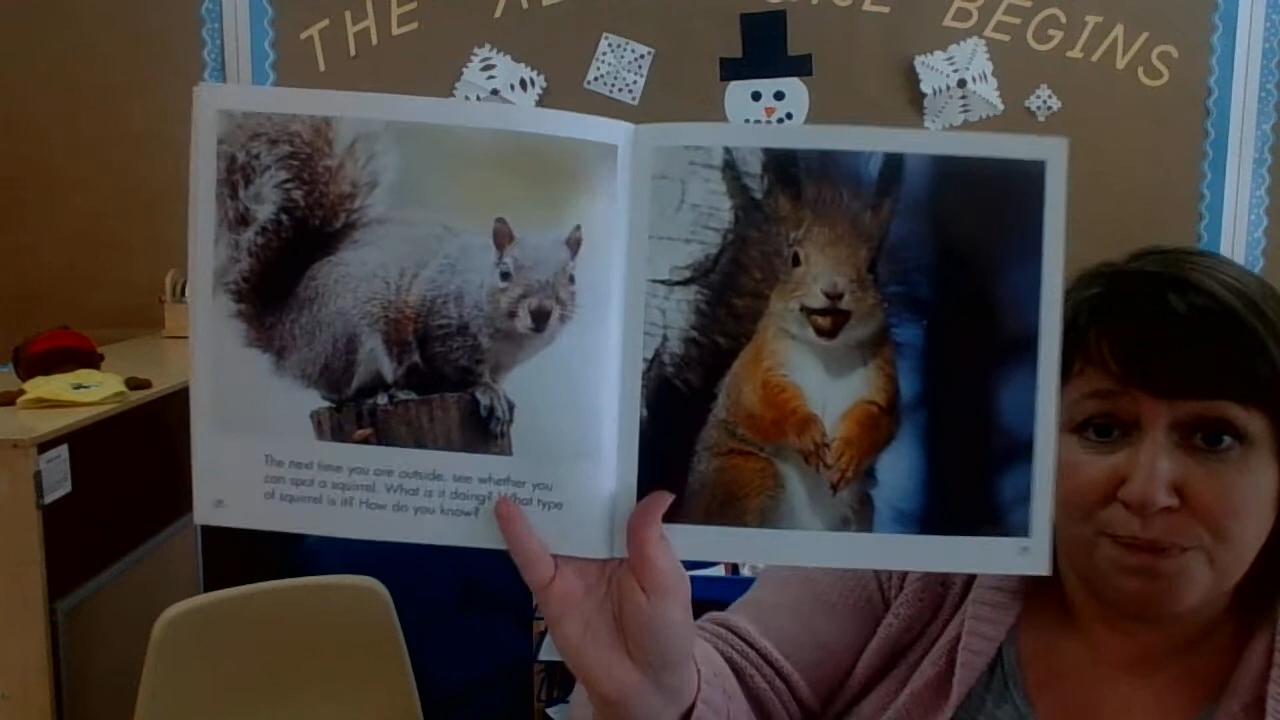 THE BEGINS
The next time you are outside, see whether you
can spot a squirrel. What is it doing? What type
of squirrel is it? How do you know?